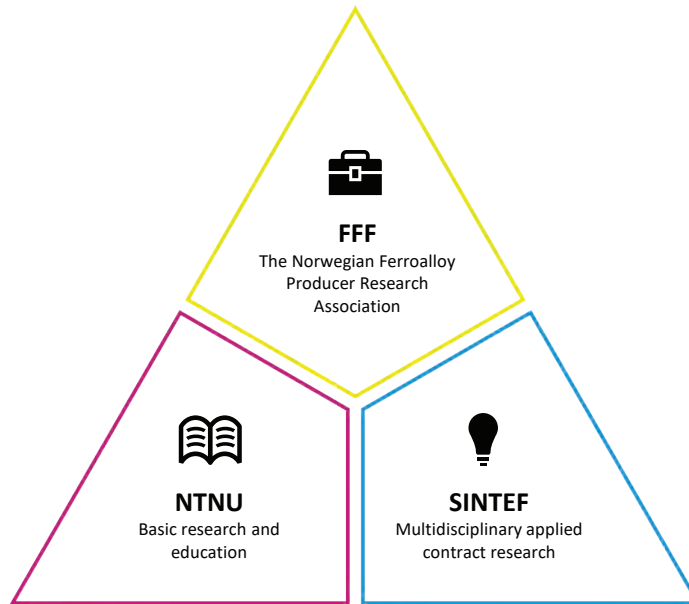 FFF
The Norwegian Ferroalloy
Producer Research
Association
NTNU
Basic research and
education
SINTEF
Multidisciplinary applied
contract research